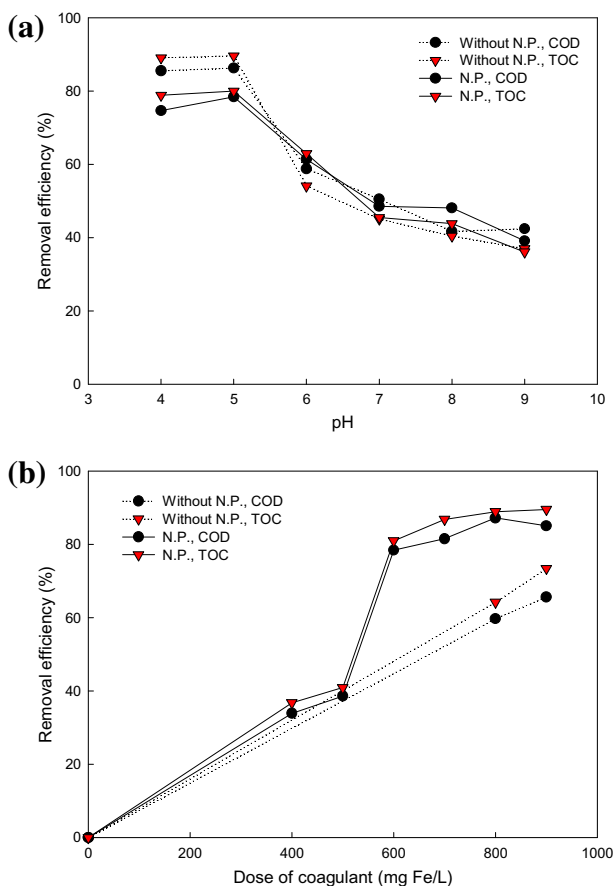 (a)
100
80
60
40
20
0
Removal efficiency (%)
Without N.P., COD
Without N.P., TOC
N.P., COD
N.P., TOC
3 4 5 6 7 8 9 10
pH
(b)
100
80
60
40
20
0
Removal efficiency (%)
Without N.P., COD
Without N.P., TOC
N.P., COD
N.P., TOC
0 200 400 600 800 1000
Dose of coagulant (mg Fe/L)